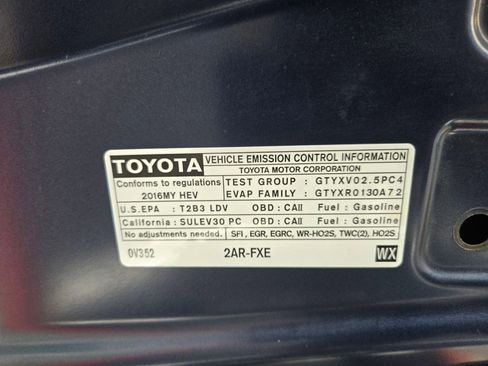 TOYOTA VEHICLE EMISSION CONTROL INFORMATION
TOYOTA MOTOR CORPORATION
Conforms to regulations TEST GROUP : GTYXV02.5PC4
2016MY HEV EVAP FAMILY : GTYXR0130A72
U.S.EPA : T2B3 LDV OBD : CAII Fuel : Gasoline
California : SULEV30 PC OBD : CAII Fuel : Gasoline
No adjustments needed. SFI, EGR, EGRC, WR-HO2S, TWC(2), HO2S
0V352 2AR-FXE WX